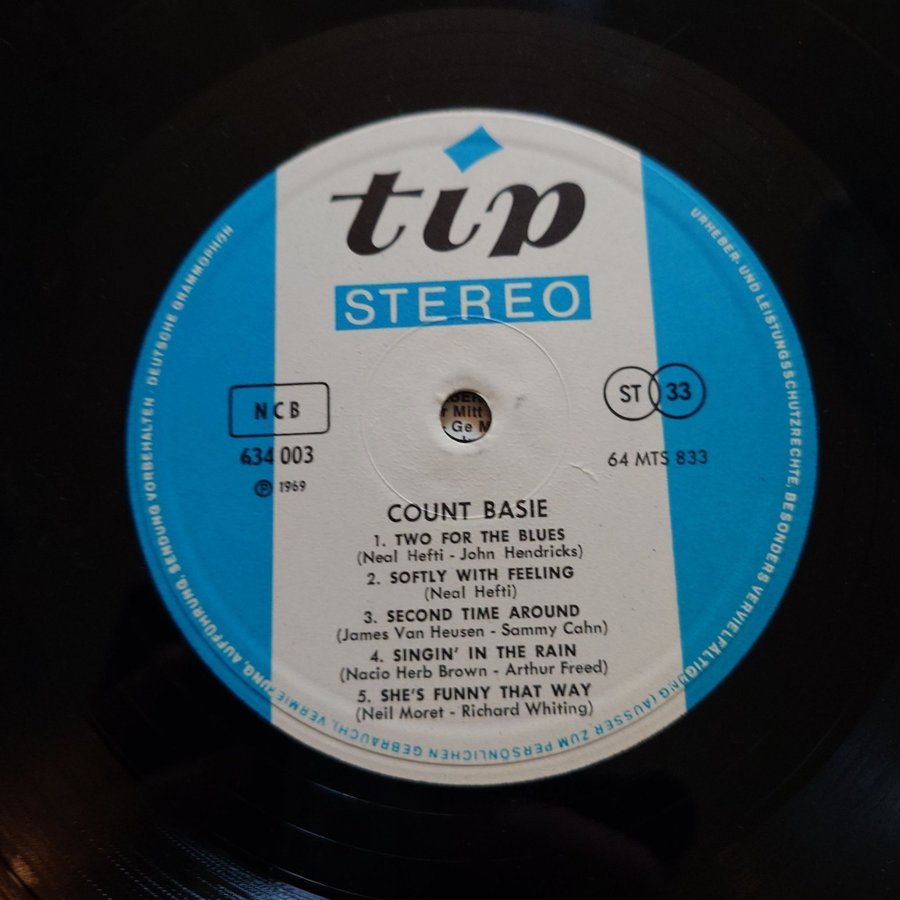 tip
STEREO
NCB
634 003
Ⓟ 1969
ST 33
64 MTS 833
COUNT BASIE
1. TWO FOR THE BLUES
(Neal Hefti - John Hendricks)
2. SOFTLY WITH FEELING
(Neal Hefti)
3. SECOND TIME AROUND
(James Van Heusen - Sammy Cahn)
4. SINGIN' IN THE RAIN
(Nacio Herb Brown - Arthur Freed)
5. SHE'S FUNNY THAT WAY
(Neil Moret - Richard Whiting)
URHEBER- UND LEISTUNGSSCHUTZRECHTE, BESONDERS VERVIELFÄLTIGUNG (AUSSER ZUM PERSÖNLICHEN GEBRAUCH), VERMIETUNG, AUFFÜHRUNG, SENDUNG VORBEHALTEN · DEUTSCHE GRAMMOPHON
r Mitt